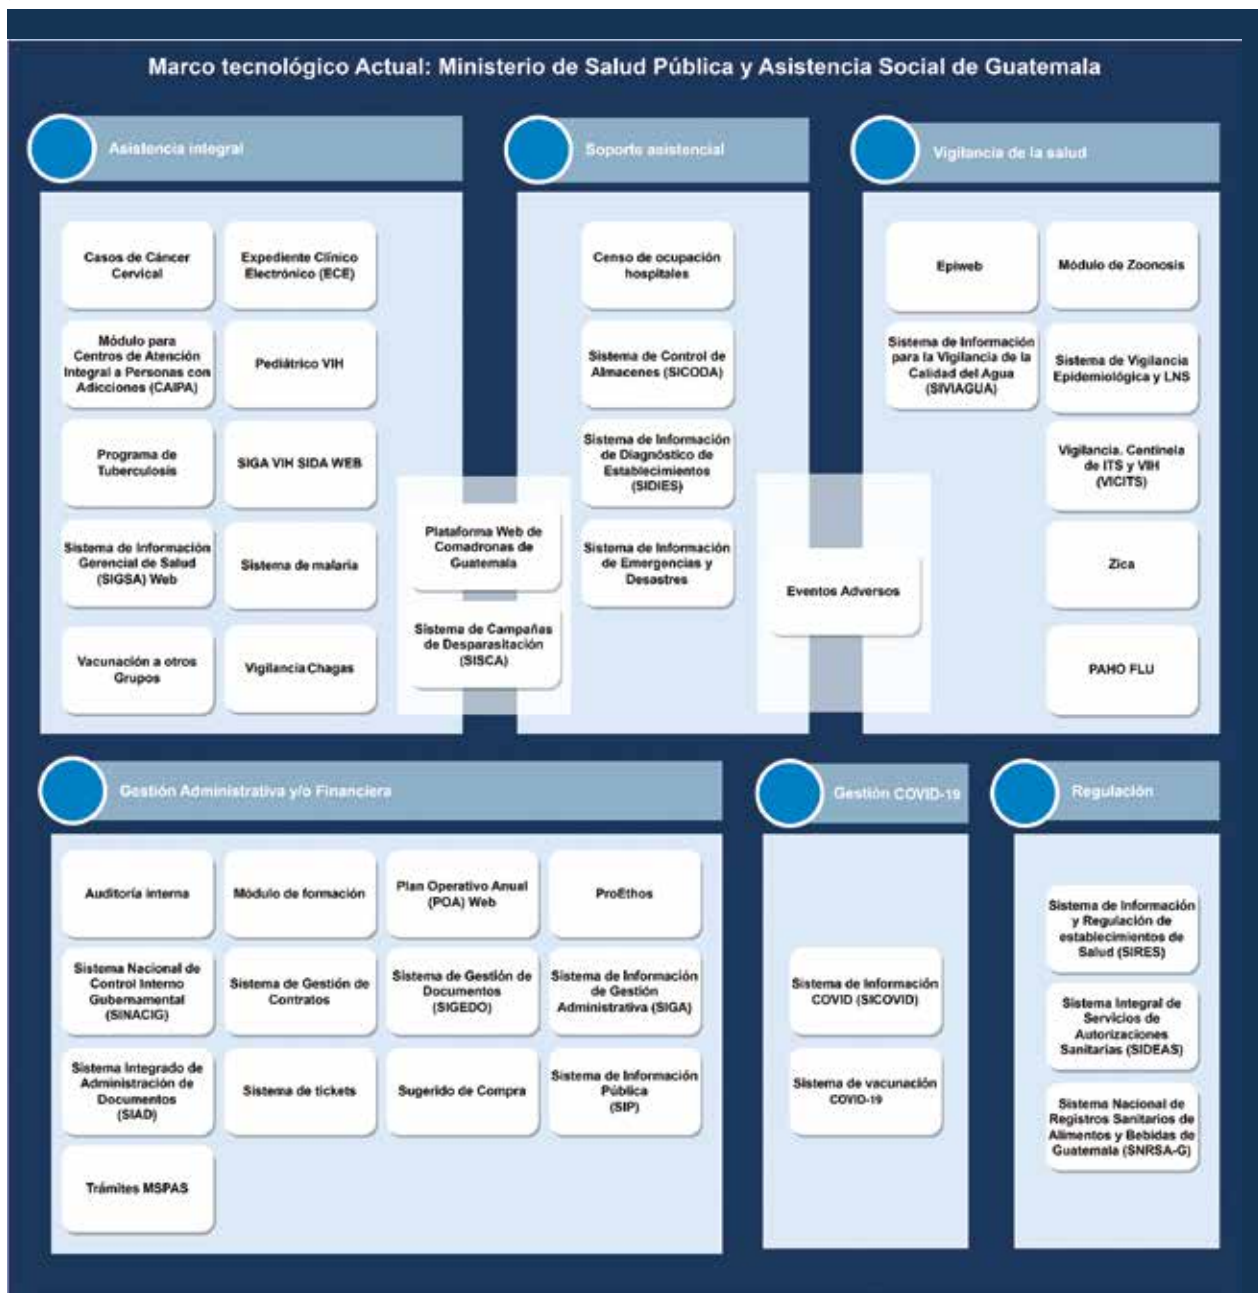 Marco tecnológico Actual: Ministerio de Salud Pública y Asistencia Social de Guatemala
Asistencia integral
Casos de Cáncer
Cervical
Expediente Clínico
Electrónico (ECE)
Módulo para
Centros de Atención
Integral a Personas con
Adicciones (CAIPA)
Pediátrico VIH
Programa de
Tuberculosis
SIGA VIH SIDA WEB
Sistema de Información
Gerencial de Salud
(SIGSA) Web
Sistema de malaria
Vacunación a otros
Grupos
Vigilancia Chagas
Plataforma Web de
Comadronas de
Guatemala
Sistema de Campañas
de Desparasitación
(SISCA)
Soporte asistencial
Censo de ocupación
hospitales
Sistema de Control de
Almacenes (SICODA)
Sistema de Información
de Diagnóstico de
Establecimientos
(SIDIES)
Sistema de Información
de Emergencias y
Desastres
Eventos Adversos
Vigilancia de la salud
Epiweb
Módulo de Zoonosis
Sistema de Información
para la Vigilancia de la
Calidad del Agua
(SIVIAGUA)
Sistema de Vigilancia
Epidemiológica y LNS
Vigilancia. Centinela
de ITS y VIH
(VICITS)
Zica
PAHO FLU
Gestión Administrativa y/o Financiera
Auditoría interna
Módulo de formación
Plan Operativo Anual
(POA) Web
ProEthos
Sistema Nacional de
Control Interno
Gubernamental
(SINACIG)
Sistema de Gestión de
Contratos
Sistema de Gestión de
Documentos
(SIGEDO)
Sistema de Información
de Gestión
Administrativa (SIGA)
Sistema Integrado de
Administración de
Documentos
(SIAD)
Sistema de tickets
Sugerido de Compra
Sistema de Información
Pública
(SIP)
Trámites MSPAS
Gestión COVID-19
Sistema de Información
COVID (SICOVID)
Sistema de vacunación
COVID-19
Regulación
Sistema de Información
y Regulación de
establecimientos de
Salud (SIRES)
Sistema Integral de
Servicios de
Autorizaciones
Sanitarias (SIDEAS)
Sistema Nacional de
Registros Sanitarios de
Alimentos y Bebidas de
Guatemala (SNRSA-G)